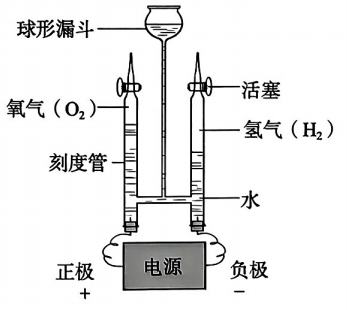 球形漏斗
活塞
氧气(O₂)
氢气(H₂)
刻度管
水
电源
正极
+
负极
−